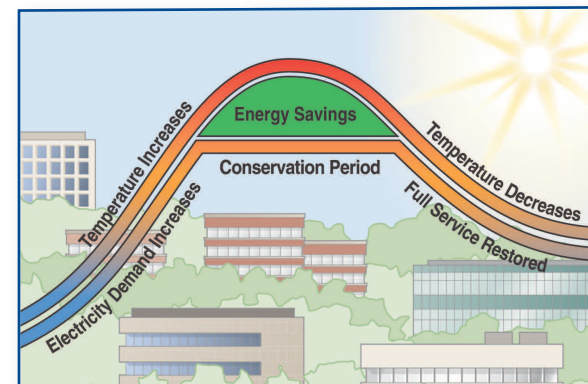 Energy Savings
Conservation Period
Temperature Increases
Electricity Demand Increases
Temperature Decreases
Full Service Restored